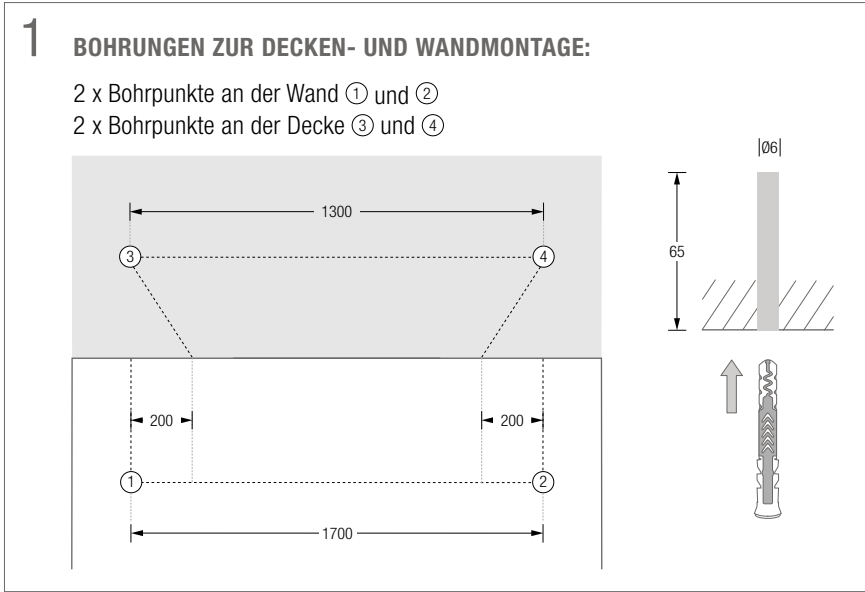 1 BOHRUNGEN ZUR DECKEN- UND WANDMONTAGE:
2 x Bohrpunkte an der Wand ① und ②
2 x Bohrpunkte an der Decke ③ und ④
|Ø6|
1300
3 4
65
200 200
1 2
1700